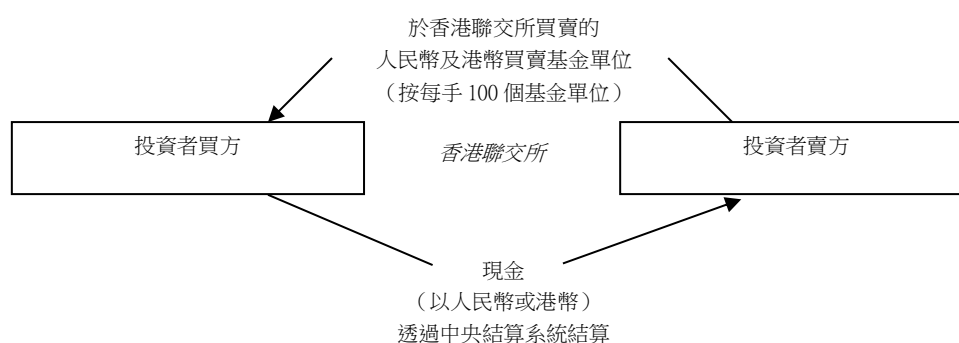 於香港聯交所買賣的
人民幣及港幣買賣基金單位
（按每手 100 個基金單位）
投資者買方
香港聯交所
投資者賣方
現金
（以人民幣或港幣）
透過中央結算系統結算